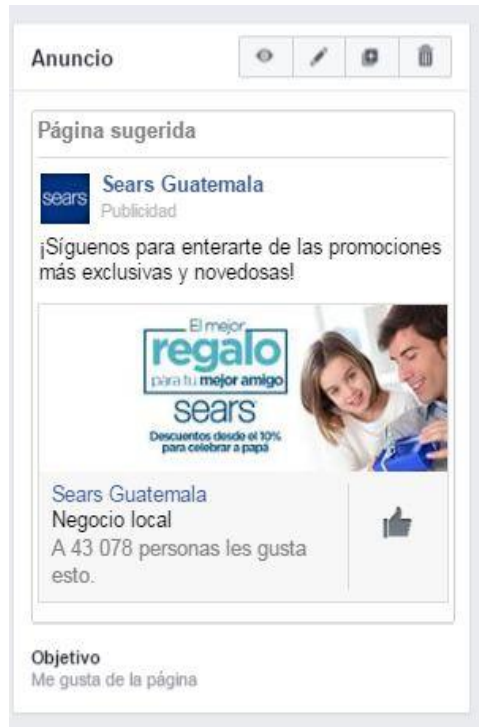 Anuncio
Página sugerida
sears
Sears Guatemala
Publicidad
¡Síguenos para enterarte de las promociones
más exclusivas y novedosas!
El mejor
regalo
para tu mejor amigo
sears
Descuentos desde el 10%
para celebrar a papá
Sears Guatemala
Negocio local
A 43 078 personas les gusta
esto.
Objetivo
Me gusta de la página